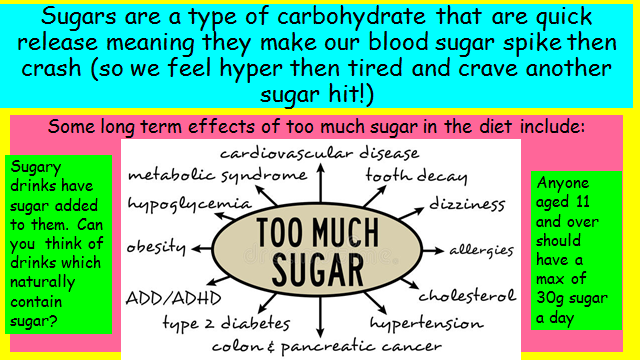 Sugars are a type of carbohydrate that are quick
release meaning they make our blood sugar spike then
crash (so we feel hyper then tired and crave another
sugar hit!)
Some long term effects of too much sugar in the diet include:
Sugary
drinks have
sugar added
to them. Can
you think of
drinks which
naturally
contain
sugar?
cardiovascular disease
metabolic syndrome
tooth decay
hypoglycemia
dizziness
TOO MUCH
SUGAR
obesity
allergies
ADD/ADHD
cholesterol
type 2 diabetes
hypertension
colon & pancreatic cancer
Anyone
aged 11
and over
should
have a
max of
30g sugar
a day